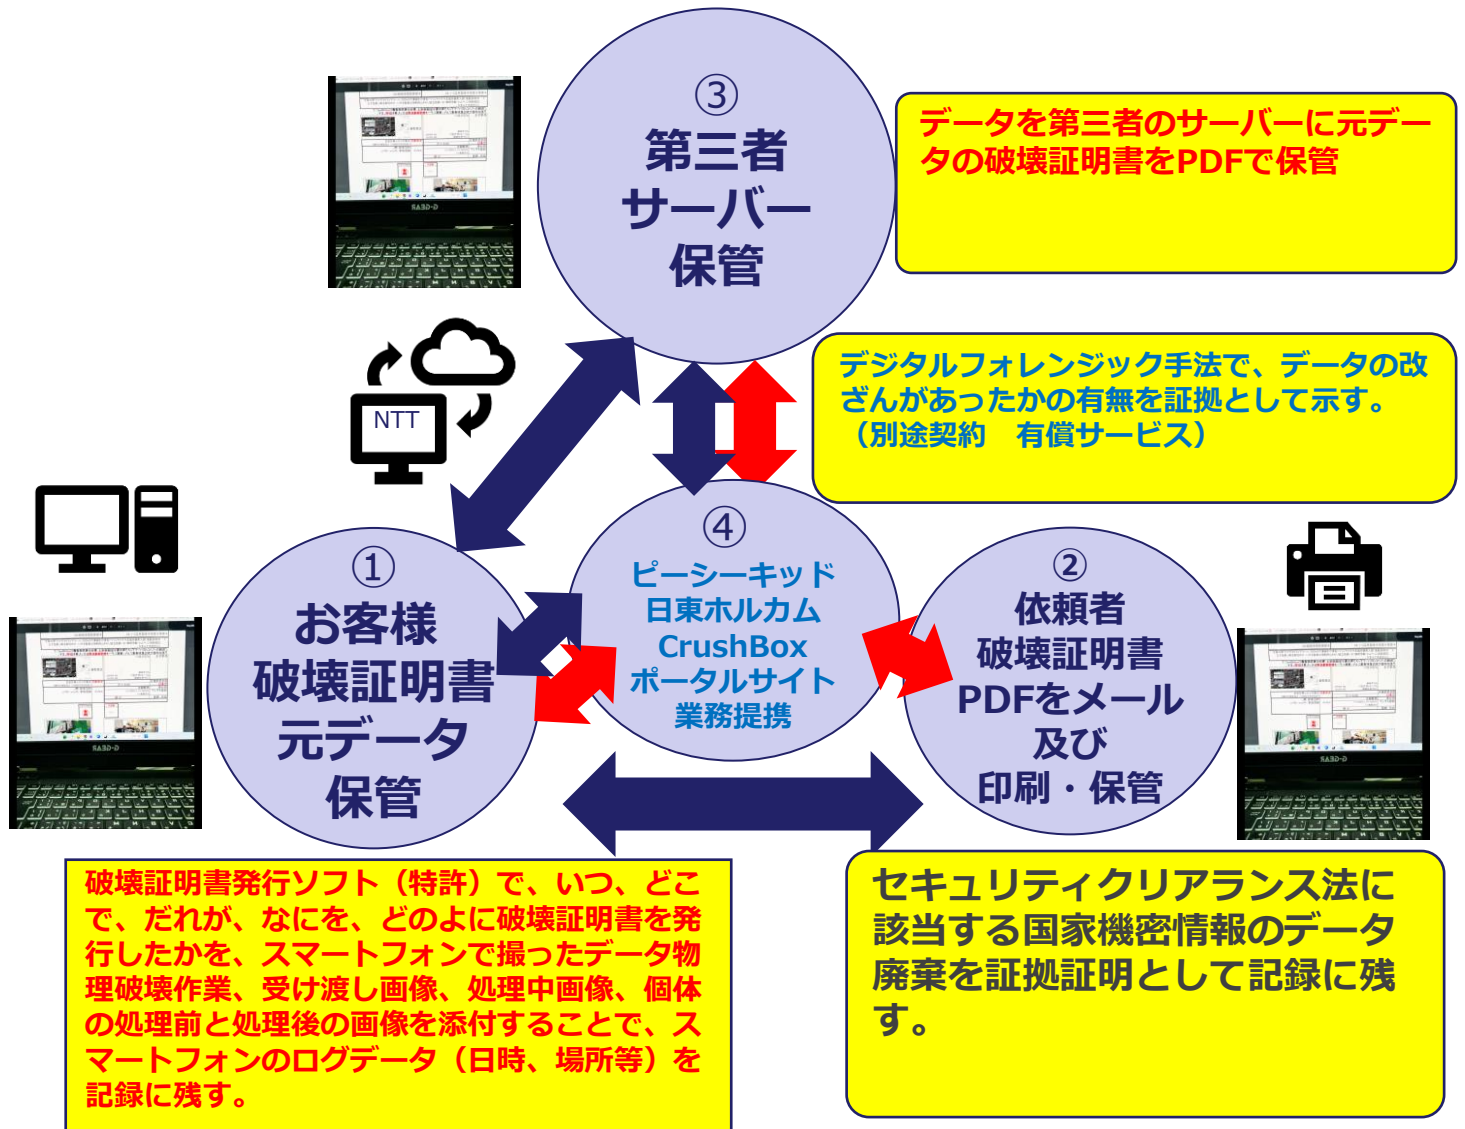 ③
第三者
サーバー
保管
データを第三者のサーバーに元デー
タの破壊証明書をPDFで保管
デジタルフォレンジック手法で、データの改
ざんがあったかの有無を証拠として示す。
（別途契約　有償サービス）
NTT
①
お客様
破壊証明書
元データ
保管
④
ピーシーキッド
日東ホルカム
CrushBox
ポータルサイト
業務提携
②
依頼者
破壊証明書
PDFをメール
及び
印刷・保管
破壊証明書発行ソフト（特許）で、いつ、どこ
で、だれが、なにを、どのよに破壊証明書を発
行したかを、スマートフォンで撮ったデータ物
理破壊作業、受け渡し画像、処理中画像、個体
の処理前と処理後の画像を添付することで、ス
マートフォンのログデータ（日時、場所等）を
記録に残す。
セキュリティクリアランス法に
該当する国家機密情報のデータ
廃棄を証拠証明として記録に残
す。
G-GEAR
G-GEAR
G-GEAR